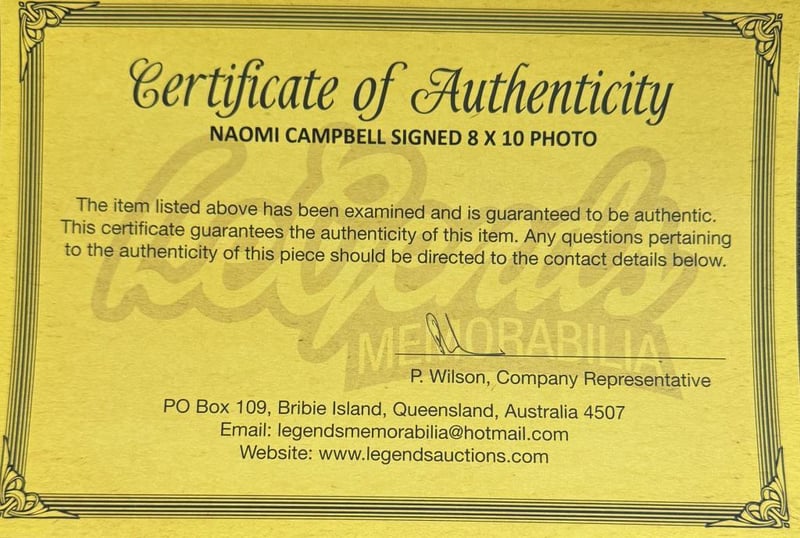 Certificate of Authenticity
NAOMI CAMPBELL SIGNED 8 X 10 PHOTO
The item listed above has been examined and is guaranteed to be authentic.
This certificate guarantees the authenticity of this item. Any questions pertaining
to the authenticity of this piece should be directed to the contact details below.
Legends
MEMORABILIA
P. Wilson, Company Representative
PO Box 109, Bribie Island, Queensland, Australia 4507
Email: legendsmemorabilia@hotmail.com
Website: www.legendsauctions.com